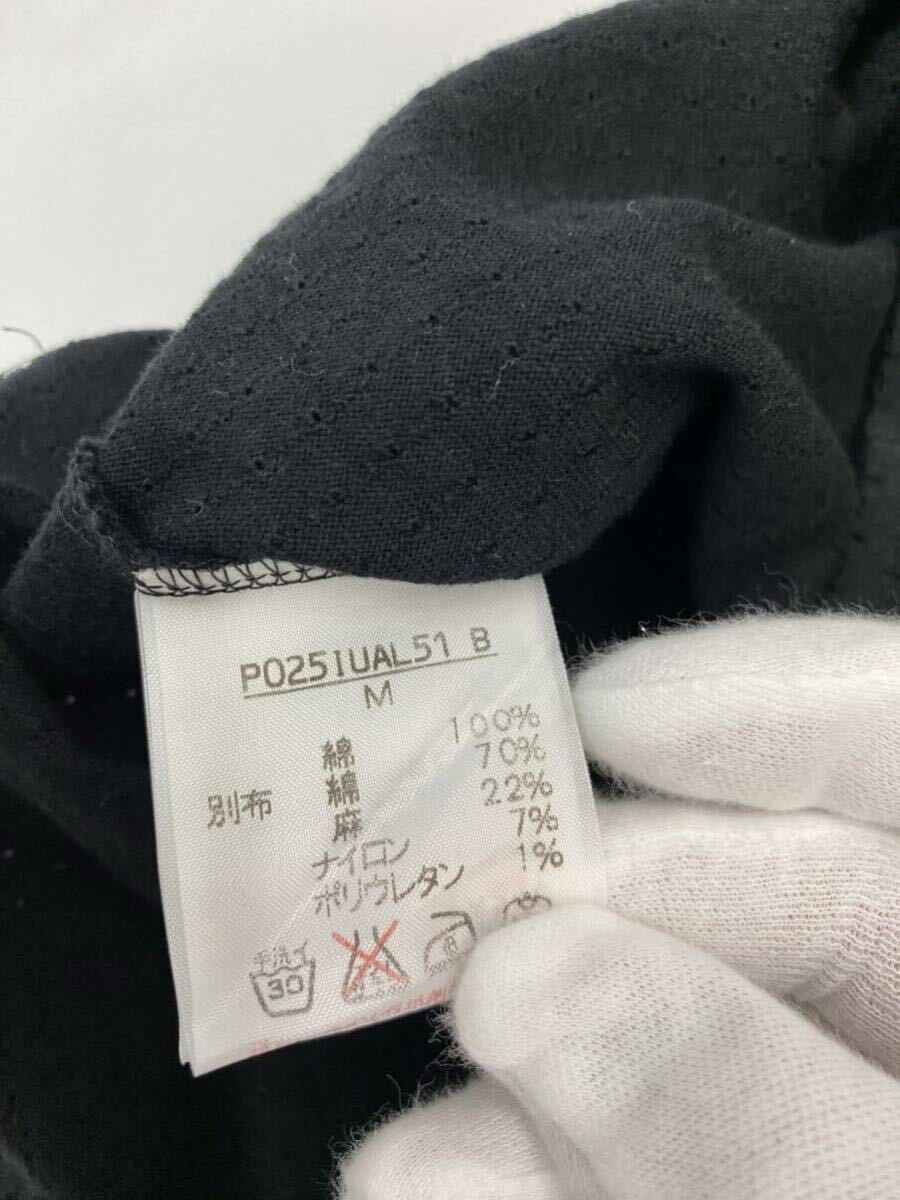 PO25IUAL51 B
M
綿 100%
別布 綿 70%
麻 22%
ナイロン 7%
ポリウレタン 1%
手洗イ
30